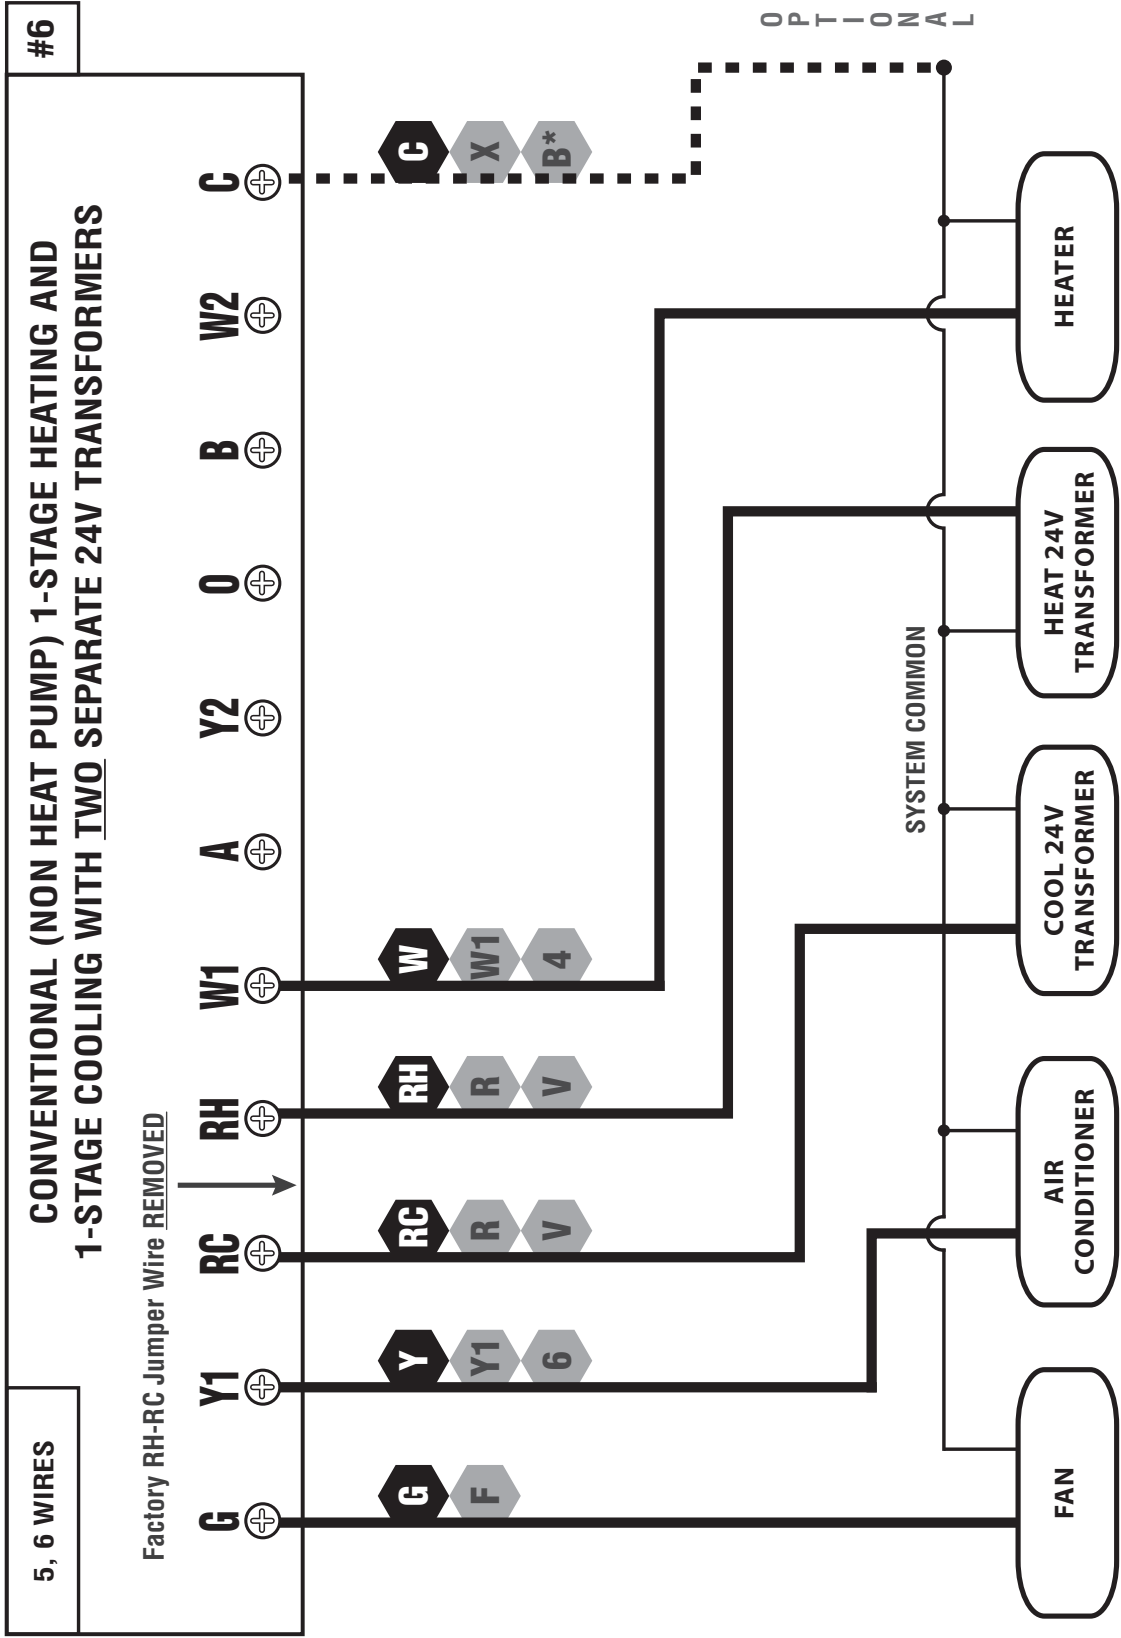 5, 6 WIRES
CONVENTIONAL (NON HEAT PUMP) 1-STAGE HEATING AND
1-STAGE COOLING WITH TWO SEPARATE 24V TRANSFORMERS
#6
Factory RH-RC Jumper Wire REMOVED
G Y1 RC RH W1 A Y2 O B W2 C
G Y RC RH W C
F Y1 R R W1 X
6 V V 4 B*
OPTIONAL
SYSTEM COMMON
FAN
AIR
CONDITIONER
COOL 24V
TRANSFORMER
HEAT 24V
TRANSFORMER
HEATER